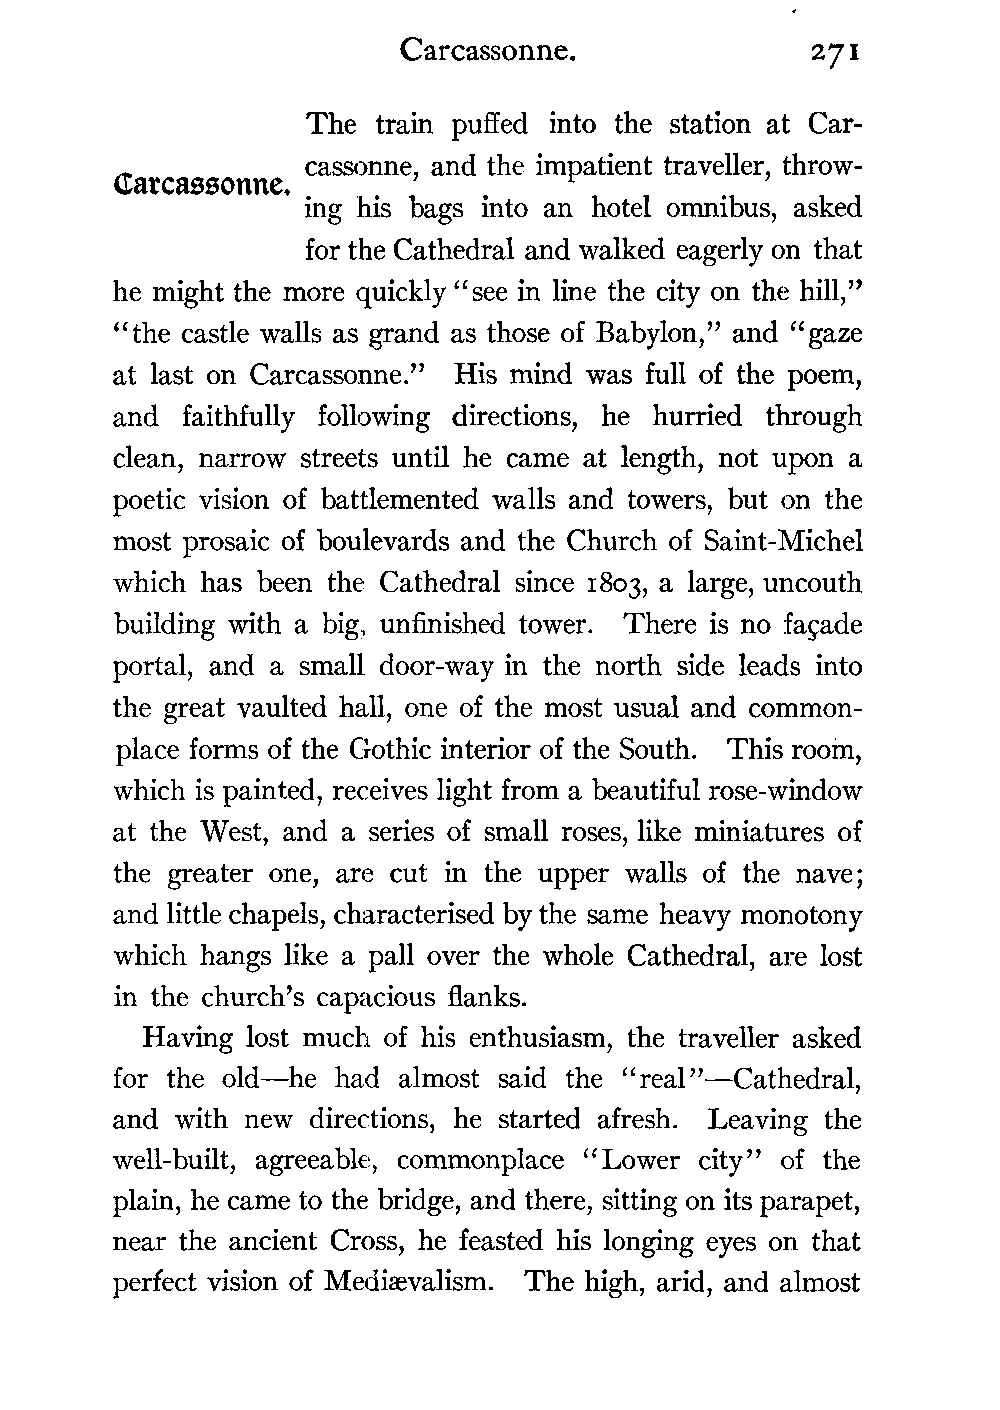 Carcassonne. 271
The train puffed into the station at Car-
Carcassonne.
cassonne, and the impatient traveller, throw-
ing his bags into an hotel omnibus, asked
for the Cathedral and walked eagerly on that
he might the more quickly “see in line the city on the hill,”
“the castle walls as grand as those of Babylon,” and “gaze
at last on Carcassonne.” His mind was full of the poem,
and faithfully following directions, he hurried through
clean, narrow streets until he came at length, not upon a
poetic vision of battlemented walls and towers, but on the
most prosaic of boulevards and the Church of Saint-Michel
which has been the Cathedral since 1803, a large, uncouth
building with a big, unfinished tower. There is no façade
portal, and a small door-way in the north side leads into
the great vaulted hall, one of the most usual and common-
place forms of the Gothic interior of the South. This room,
which is painted, receives light from a beautiful rose-window
at the West, and a series of small roses, like miniatures of
the greater one, are cut in the upper walls of the nave;
and little chapels, characterised by the same heavy monotony
which hangs like a pall over the whole Cathedral, are lost
in the church’s capacious flanks.
Having lost much of his enthusiasm, the traveller asked
for the old—he had almost said the “real”—Cathedral,
and with new directions, he started afresh. Leaving the
well-built, agreeable, commonplace “Lower city” of the
plain, he came to the bridge, and there, sitting on its parapet,
near the ancient Cross, he feasted his longing eyes on that
perfect vision of Mediævalism. The high, arid, and almost